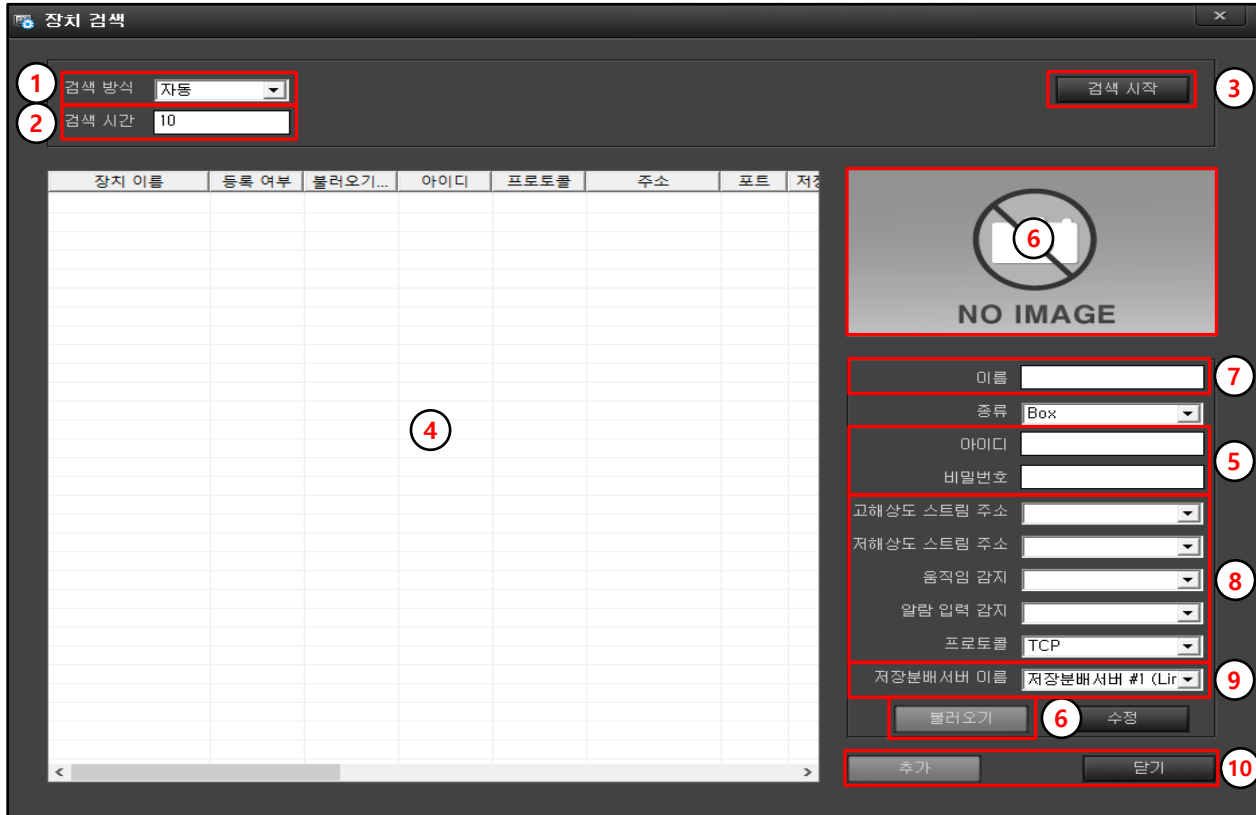 장치 검색
1 검색 방식 자동 검색 시작 3
2 검색 시간 10
장치 이름 등록 여부 불러오기... 아이디 프로토콜 주소 포트
6
NO IMAGE
이름 7
종류 Box
4
아이디
5
비밀번호
고해상도 스트림 주소
저해상도 스트림 주소
움직임 감지 8
알람 입력 감지
프로토콜 TCP
저장분배서버 이름 저장분배서버 #1 (Lin 9
불러오기 6 수정
추가 닫기 10